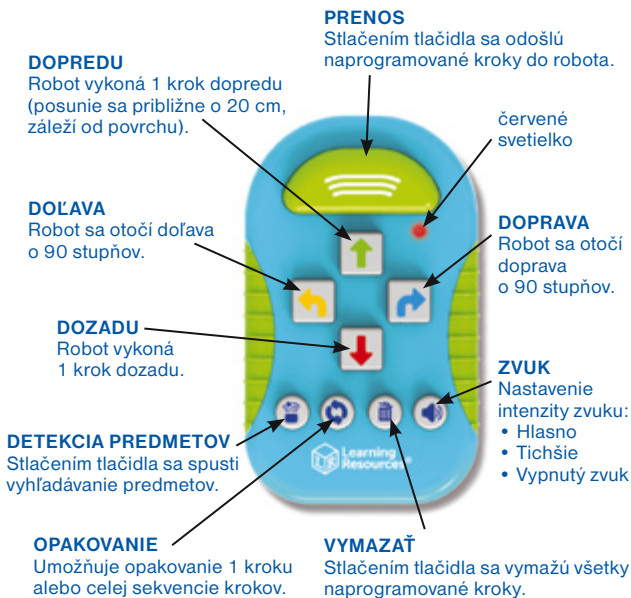 PRENOS
Stlačením tlačidla sa odošlú
naprogramované kroky do robota.
DOPREDU
Robot vykoná 1 krok dopredu
(posunie sa približne o 20 cm,
záleží od povrchu).
červené
svetielko
DOĽAVA
Robot sa otočí doľava
o 90 stupňov.
DOPRAVA
Robot sa otočí
doprava
o 90 stupňov.
DOZADU
Robot vykoná
1 krok dozadu.
ZVUK
Nastavenie
intenzity zvuku:
• Hlasno
• Tichšie
• Vypnutý zvuk
DETEKCIA PREDMETOV
Stlačením tlačidla sa spusti
vyhľadávanie predmetov.
Learning
Resources®
OPAKOVANIE
Umožňuje opakovanie 1 kroku
alebo celej sekvencie krokov.
VYMAZAŤ
Stlačením tlačidla sa vymažú všetky
naprogramované kroky.